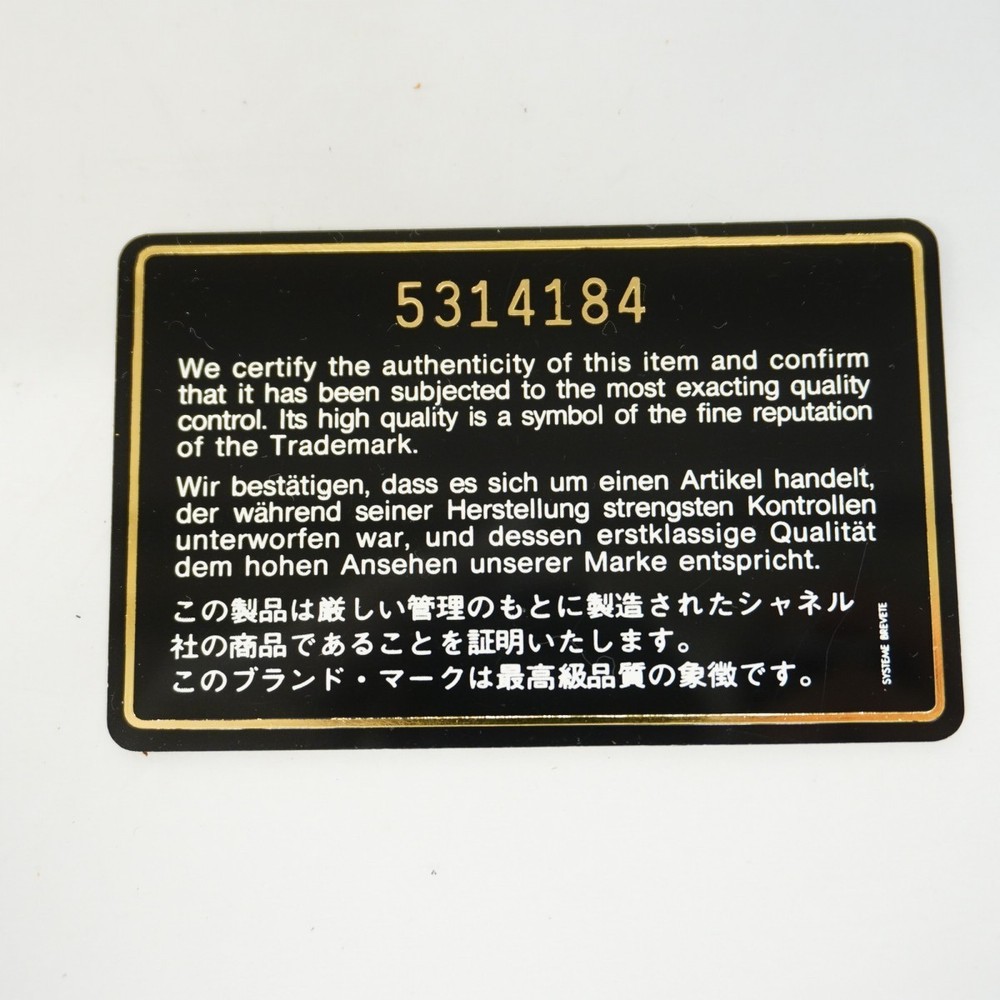 5314184
We certify the authenticity of this item and confirm
that it has been subjected to the most exacting quality
control. Its high quality is a symbol of the fine reputation
of the Trademark.
Wir bestätigen, dass es sich um einen Artikel handelt,
der während seiner Herstellung strengsten Kontrollen
unterworfen war, und dessen erstklassige Qualität
dem hohen Ansehen unserer Marke entspricht.
この製品は厳しい管理のもとに製造されたシャネル
社の商品であることを証明いたします。
このブランド・マークは最高級品質の象徴です。
SYSTEME BREVETE